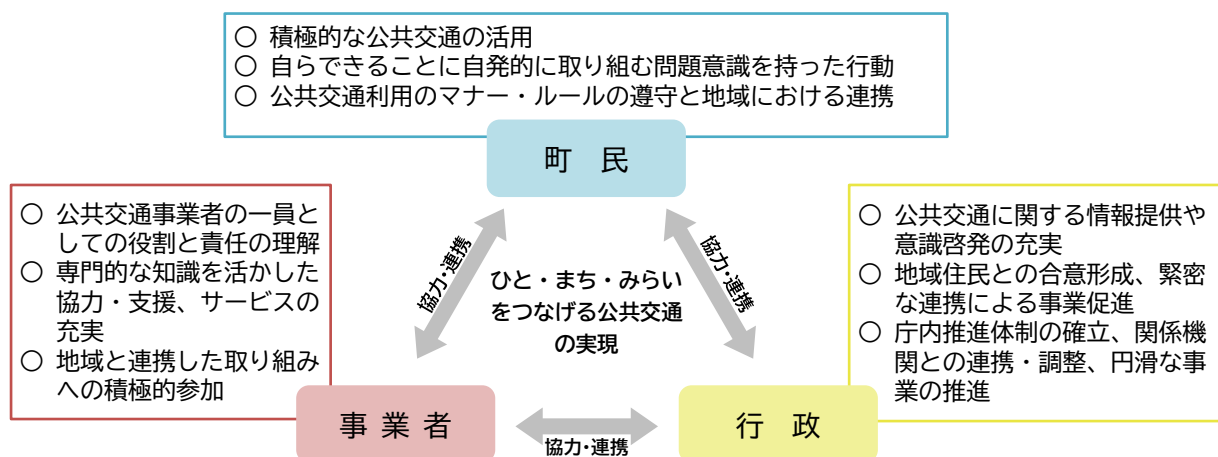 ○ 積極的な公共交通の活用
○ 自らできることに自発的に取り組む問題意識を持った行動
○ 公共交通利用のマナー・ルールの遵守と地域における連携
町 民
○ 公共交通事業者の一員と
しての役割と責任の理解
○ 専門的な知識を活かした
協力・支援、サービスの
充実
○ 地域と連携した取り組み
への積極的参加
事 業 者
協力・連携
ひと・まち・みらい
をつなげる公共交通
の実現
協力・連携
○ 公共交通に関する情報提供や
意識啓発の充実
○ 地域住民との合意形成、緊密
な連携による事業促進
○ 庁内推進体制の確立、関係機
関との連携・調整、円滑な事
業の推進
行 政
協力・連携